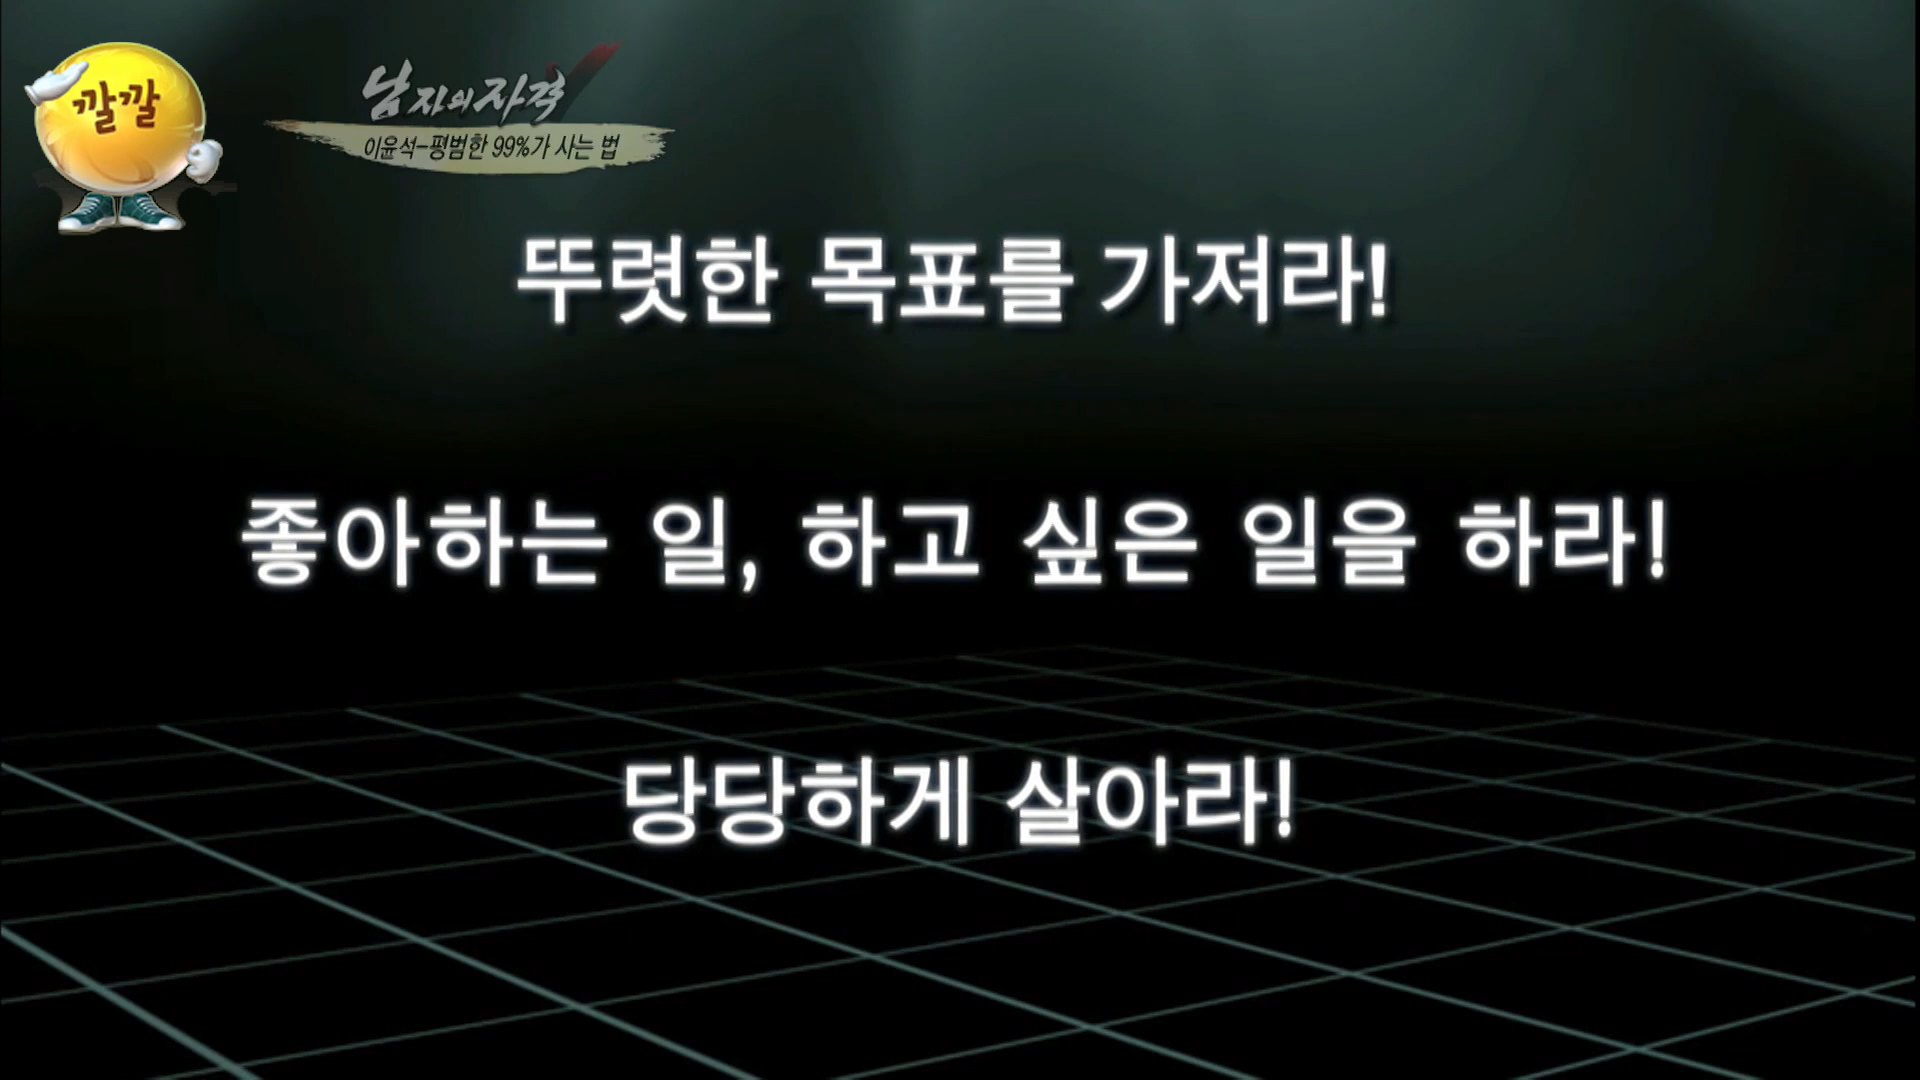 깔깔
남자의 자격
이윤석-평범한 99%가 사는 법
뚜렷한 목표를 가져라!
좋아하는 일, 하고 싶은 일을 하라!
당당하게 살아라!